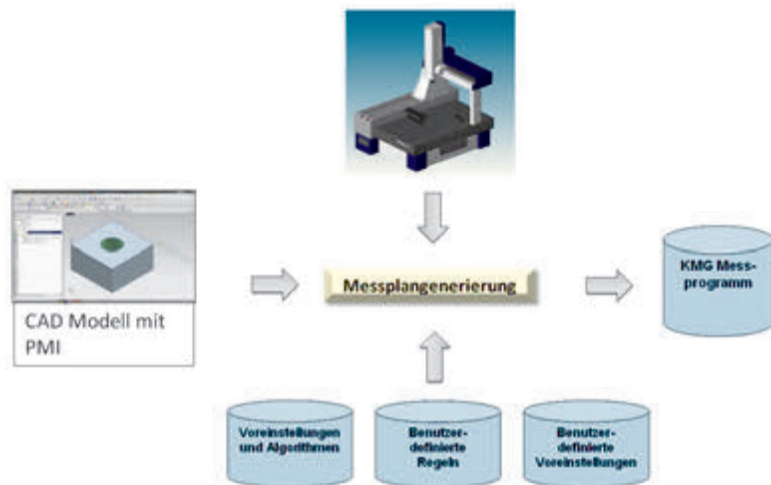 CAD Modell mit
PMI
Messplangenerierung
KMG Mess-
programm
Voreinstellungen
und Algorithmen
Benutzer-
definierte
Regeln
Benutzer-
definierte
Voreinstellungen